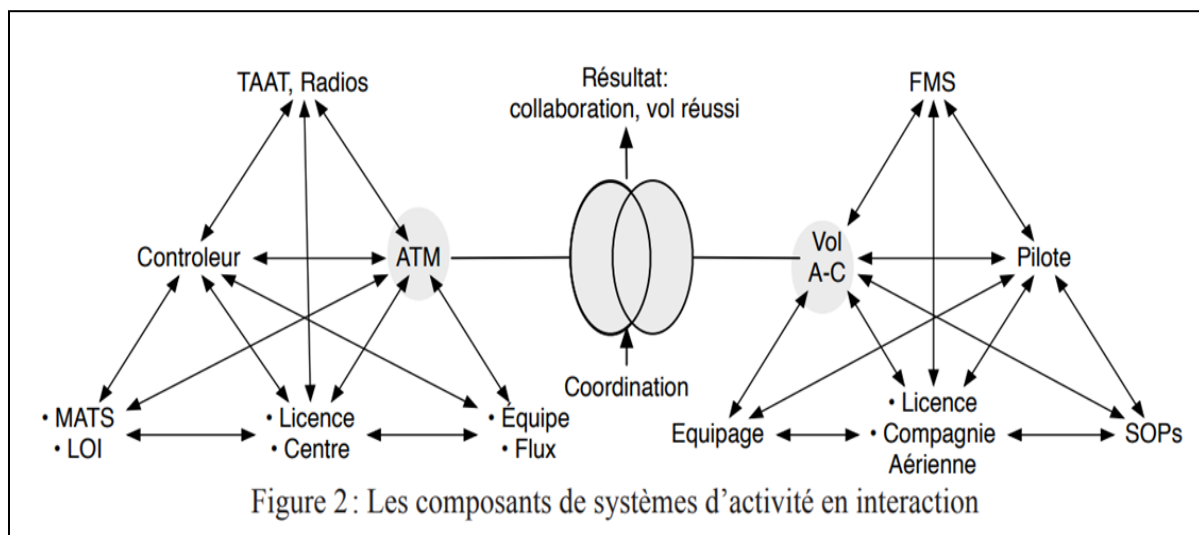 TAAT, Radios
Résultat:
collaboration, vol réussi
FMS
Controleur
ATM
Vol
A-C
Pilote
Coordination
• MATS
• LOI
• Licence
• Centre
• Équipe
• Flux
Equipage
• Licence
• Compagnie
Aérienne
SOPs
Figure 2 : Les composants de systèmes d'activité en interaction